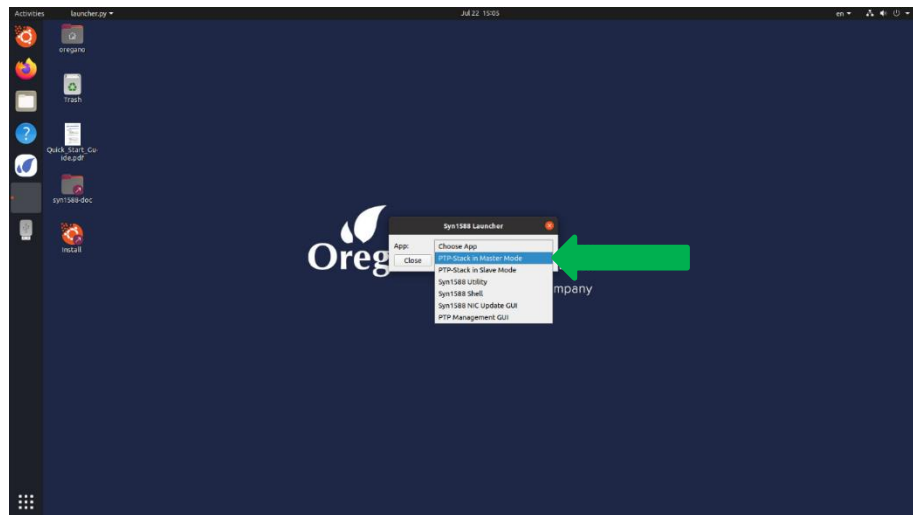 Activities launcher.py Jul 22 15:05 en
oregano
Trash
Quick_Start_Gu-
ide.pdf
syn1588-doc
Install
Oreg
mpany
Syn1588 Launcher
App: Choose App
Close
PTP-Stack in Master Mode
PTP-Stack in Slave Mode
Syn1588 Utility
Syn1588 Shell
Syn1588 NIC Update GUI
PTP Management GUI